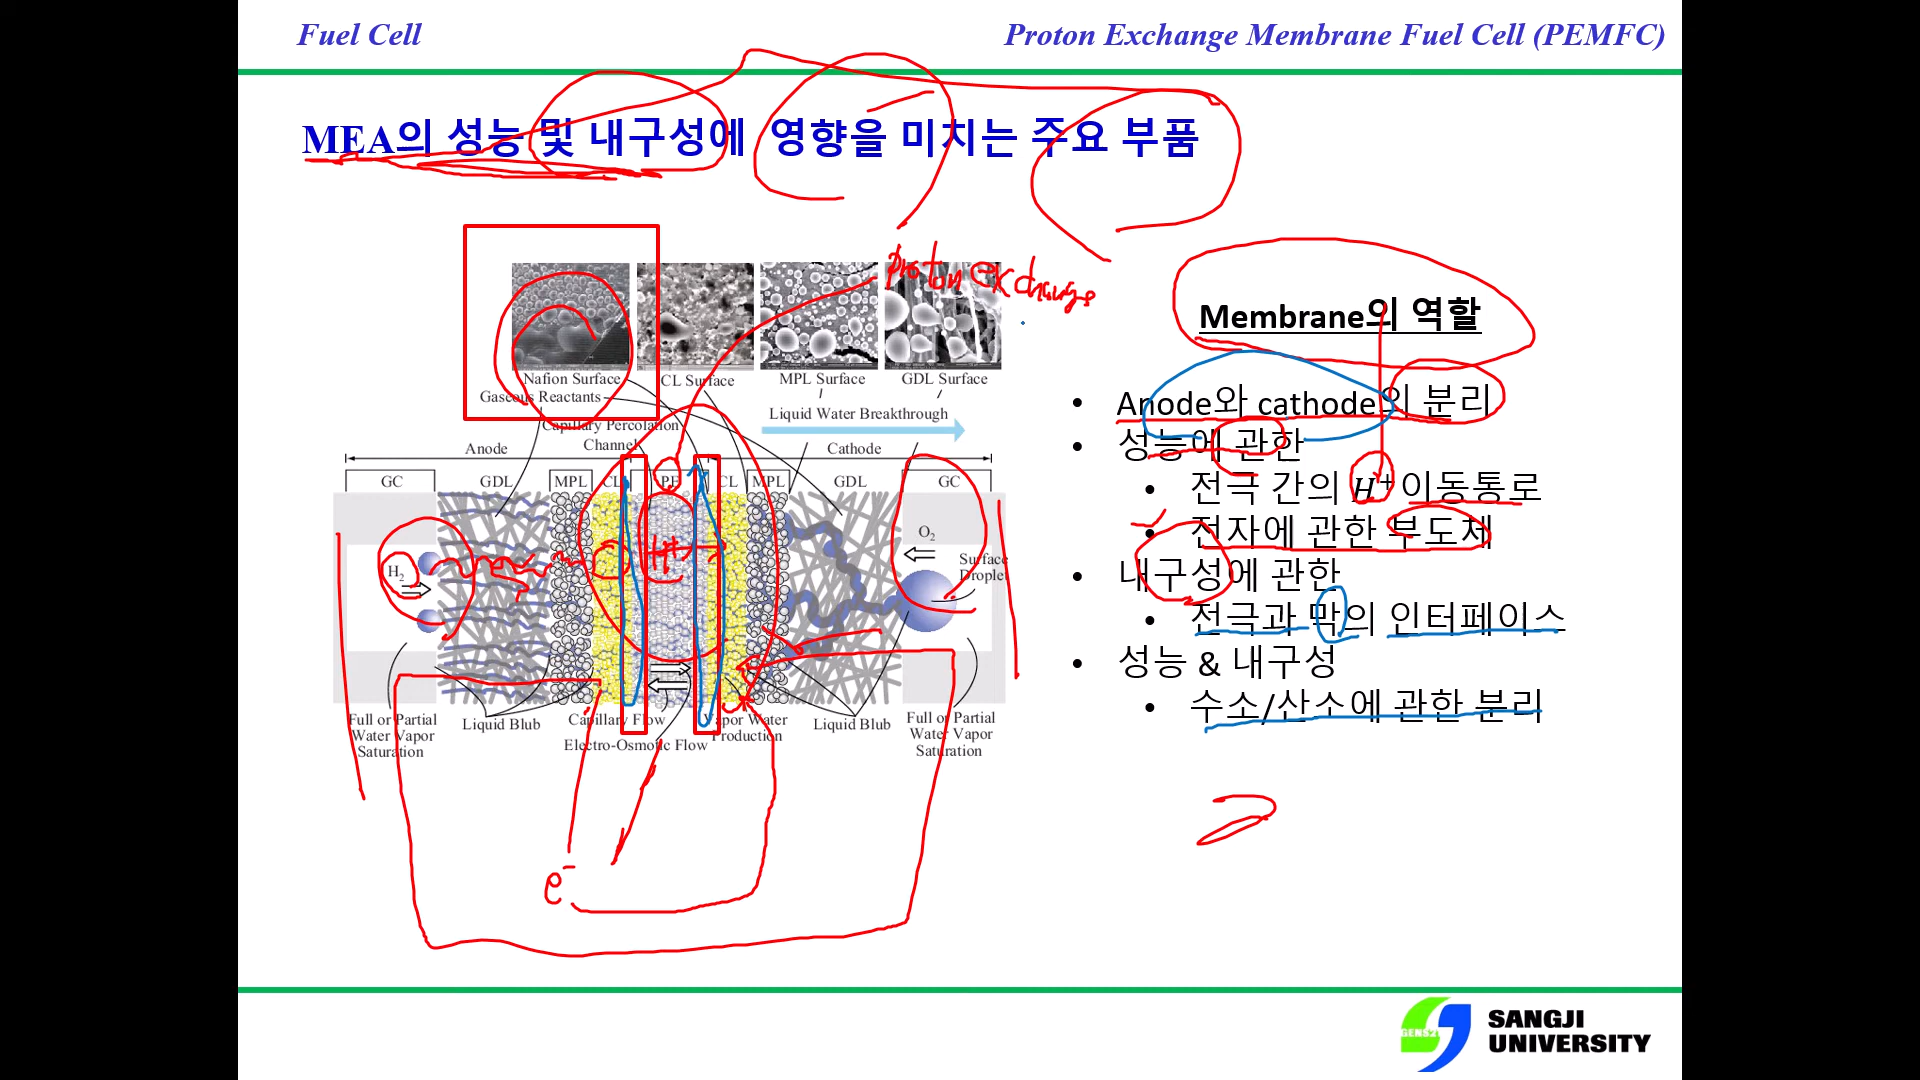 Fuel Cell
Proton Exchange Membrane Fuel Cell (PEMFC)
MEA의 성능 및 내구성에 영향을 미치는 주요 부품
proton exchange
Nafion Surface
CL Surface
MPL Surface
GDL Surface
Gaseous Reactants
Liquid Water Breakthrough
Capillary Percolation
Channel
Anode
Cathode
GC
GDL
MPL
CL
CL
MPL
GDL
GC
H2
H+
O2
Surface
Droplet
Full or Partial
Water Vapor
Saturation
Liquid Blub
Capillary Flow
Vapor Water
Production
Liquid Blub
Full or Partial
Water Vapor
Saturation
Electro-Osmotic Flow
e-
Membrane의 역할
• Anode와 cathode의 분리
• 성능에 관한
• 전극 간의 H+ 이동통로
• 전자에 관한 부도체
• 내구성에 관한
• 전극과 막의 인터페이스
• 성능 & 내구성
• 수소/산소에 관한 분리
SANGJI
UNIVERSITY